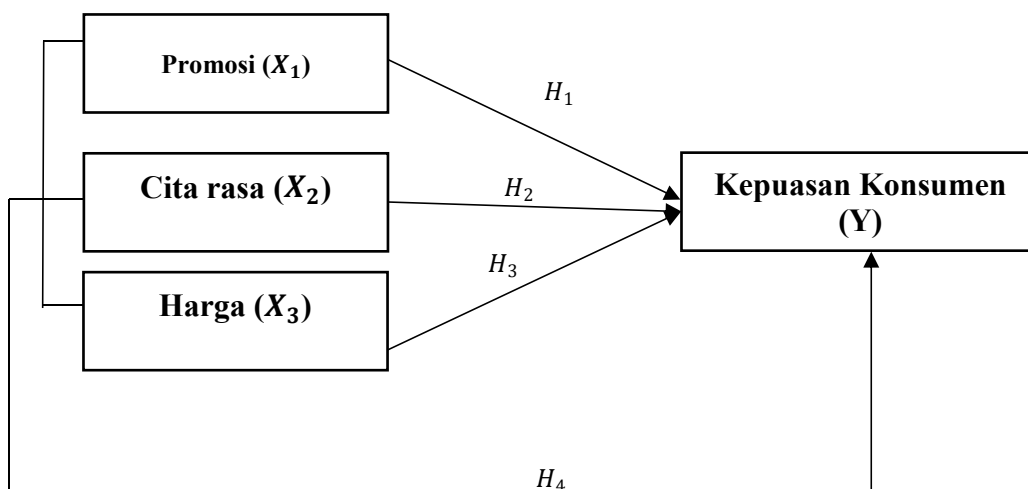 Promosi (X₁)
H₁
Cita rasa (X₂)
H₂
Kepuasan Konsumen
(Y)
H₃
Harga (X₃)
H₄